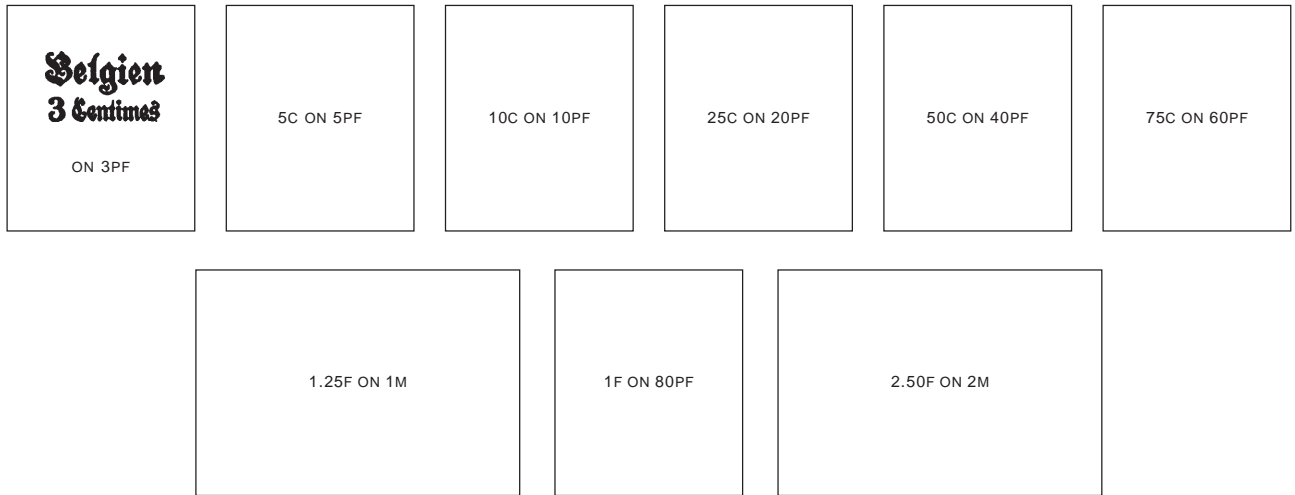 Belgien
3 Centimes
ON 3PF
5C ON 5PF
10C ON 10PF
25C ON 20PF
50C ON 40PF
75C ON 60PF
1.25F ON 1M
1F ON 80PF
2.50F ON 2M